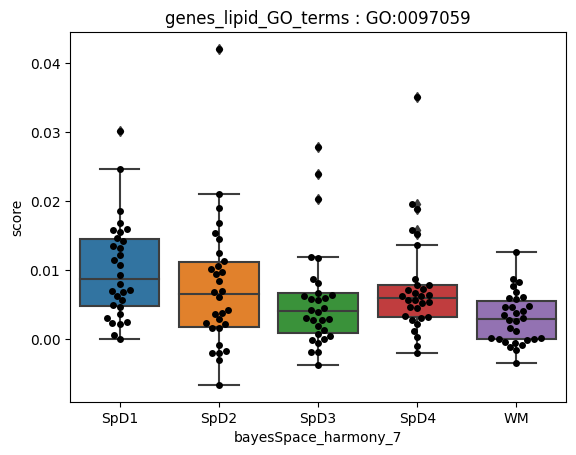 genes_lipid_GO_terms : GO:0097059
score
0.04
0.03
0.02
0.01
0.00
SpD1 SpD2 SpD3 SpD4 WM
bayesSpace_harmony_7